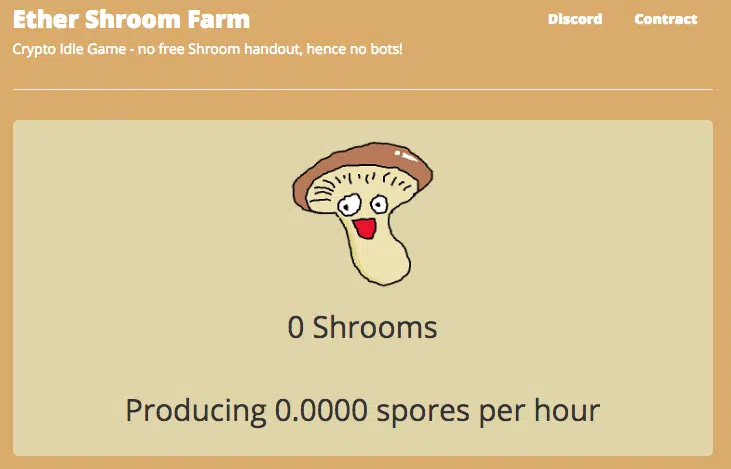 Ether Shroom Farm
Discord
Contract
Crypto Idle Game - no free Shroom handout, hence no bots!
0 Shrooms
Producing 0.0000 spores per hour